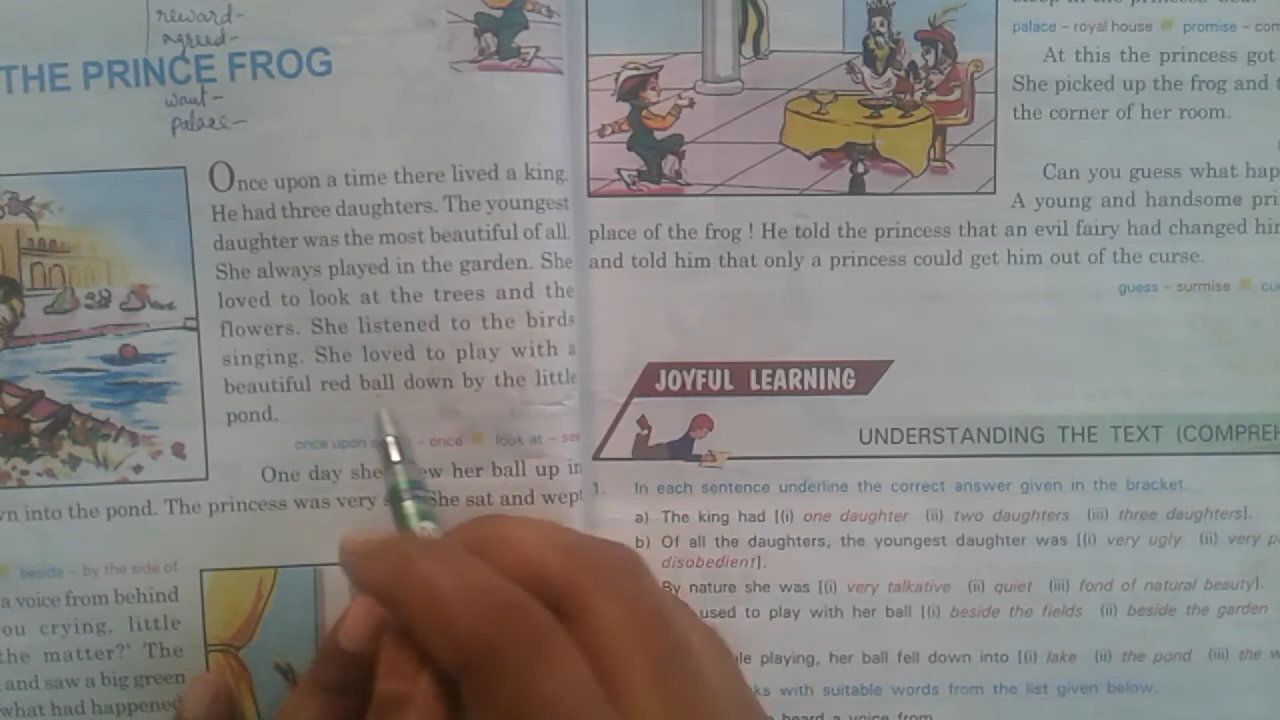 reward-
agreed-
THE PRINCE FROG
want-
palace-
Once upon a time there lived a king.
He had three daughters. The youngest
daughter was the most beautiful of all.
She always played in the garden. She
loved to look at the trees and the
flowers. She listened to the birds
singing. She loved to play with a
beautiful red ball down by the little
pond.
once upon – once look at –
One day she her ball up in
into the pond. The princess was very She sat and wept
beside – by the side of
a voice from behind
crying, little
the matter?' The
and saw a big green
what had happened
palace – royal house promise –
At this the princess got
She picked up the frog and
the corner of her room.
Can you guess what
A young and handsome
place of the frog ! He told the princess that an evil fairy had changed
and told him that only a princess could get him out of the curse.
guess – surmise
JOYFUL LEARNING
UNDERSTANDING THE TEXT
1. In each sentence underline the correct answer given in the bracket.
a) The king had [(i) one daughter (ii) two daughters (iii) three daughters].
b) Of all the daughters, the youngest daughter was [(i) very ugly (ii) very
disobedient].
By nature she was [(i) very talkative (ii) quiet (iii) fond of natural beauty].
used to play with her ball [(i) beside the fields (ii) beside the garden
playing, her ball fell down into [(i) lake (ii) the pond (iii) the
with suitable words from the list given below.
heard a voice from